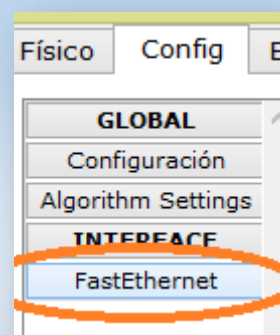 Físico Config E
GLOBAL
Configuración
Algorithm Settings
INTERFACE
FastEthernet